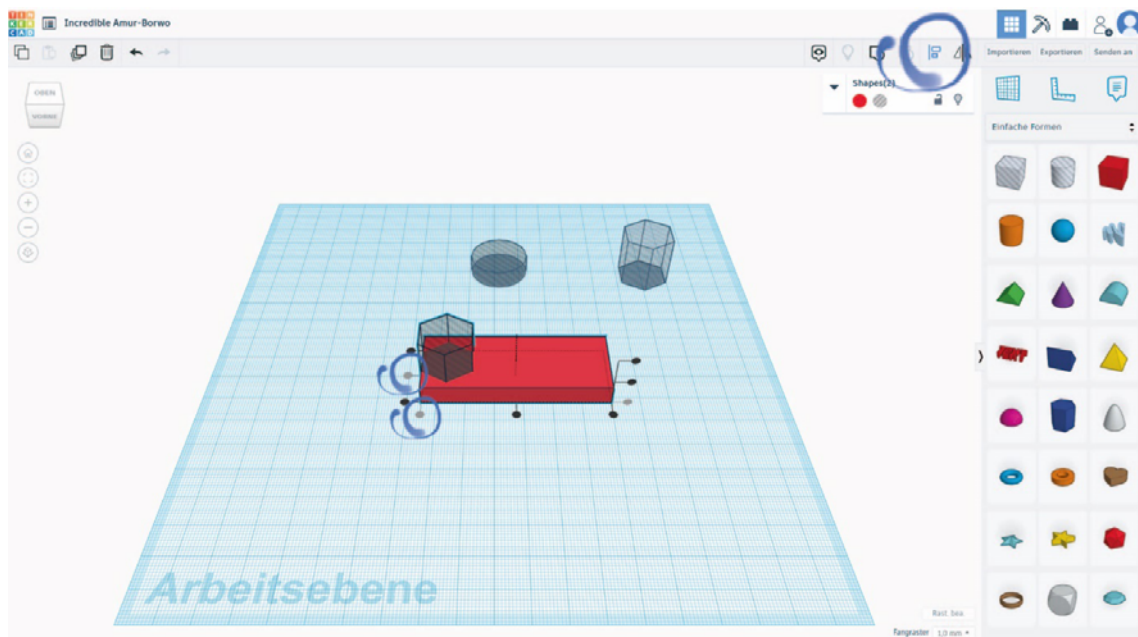 TIN
KER
CAD
Incredible Amur-Borwo
Importieren Exportieren Senden an
Shapes(2)
OBEN
VORNE
Einfache Formen
TEXT
Arbeitsebene
Fangraster 1,0 mm